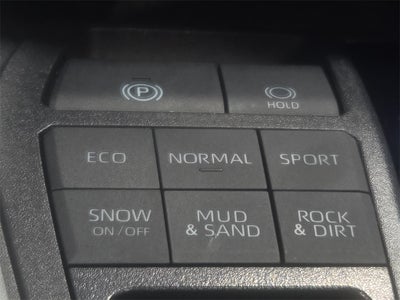 P
HOLD
ECO NORMAL SPORT
SNOW MUD ROCK
ON/OFF & SAND & DIRT